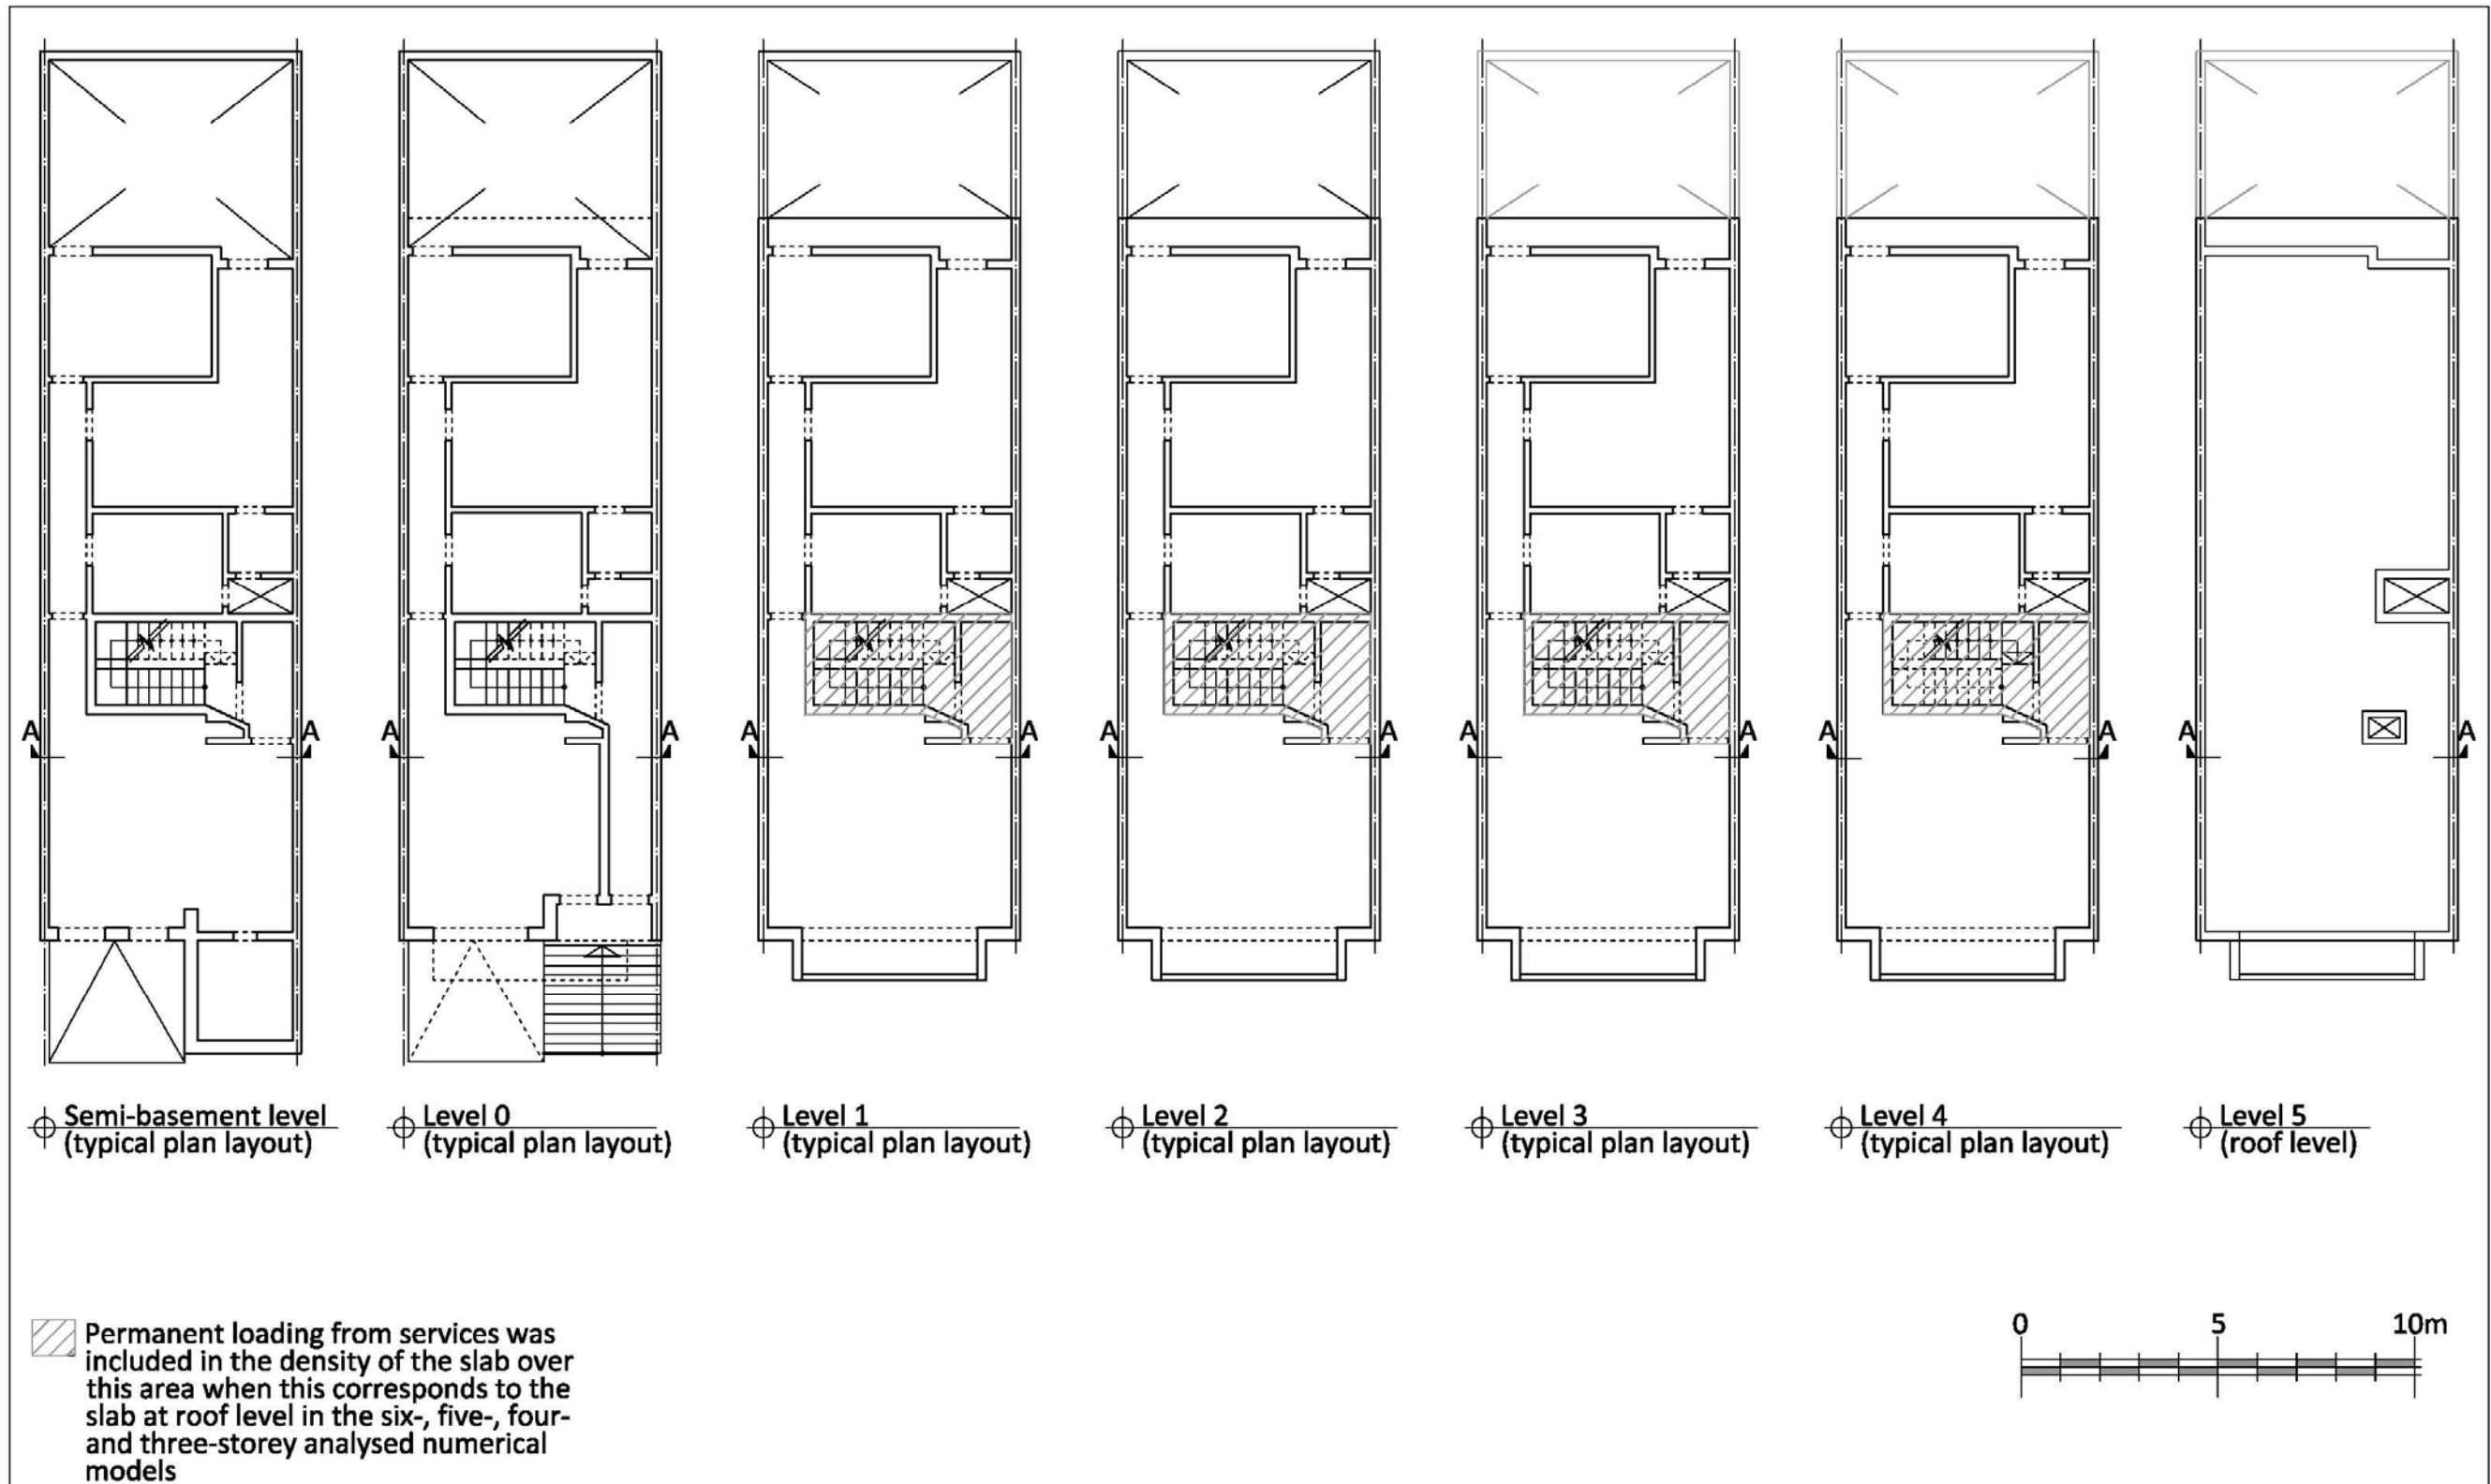 A A A A A A A A A A A A A A
Semi-basement level
(typical plan layout)
Level 0
(typical plan layout)
Level 1
(typical plan layout)
Level 2
(typical plan layout)
Level 3
(typical plan layout)
Level 4
(typical plan layout)
Level 5
(roof level)
Permanent loading from services was
included in the density of the slab over
this area when this corresponds to the
slab at roof level in the six-, five-, four-
and three-storey analysed numerical
models
0 5 10m